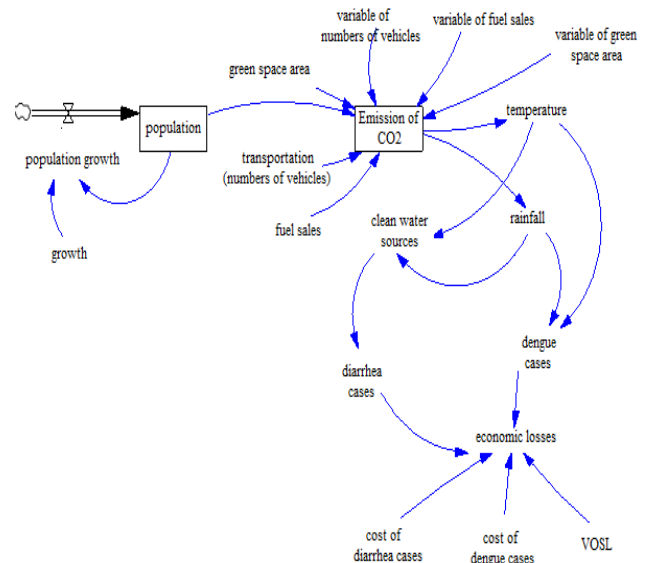 variable of
numbers of vehicles
variable of fuel sales
variable of green
space area
green space area
temperature
Emission of
CO2
population
population growth
transportation
(numbers of vehicles)
clean water
sources
rainfall
fuel sales
growth
dengue
cases
diarrhea
cases
economic losses
cost of
diarrhea cases
cost of
dengue cases
VOSL